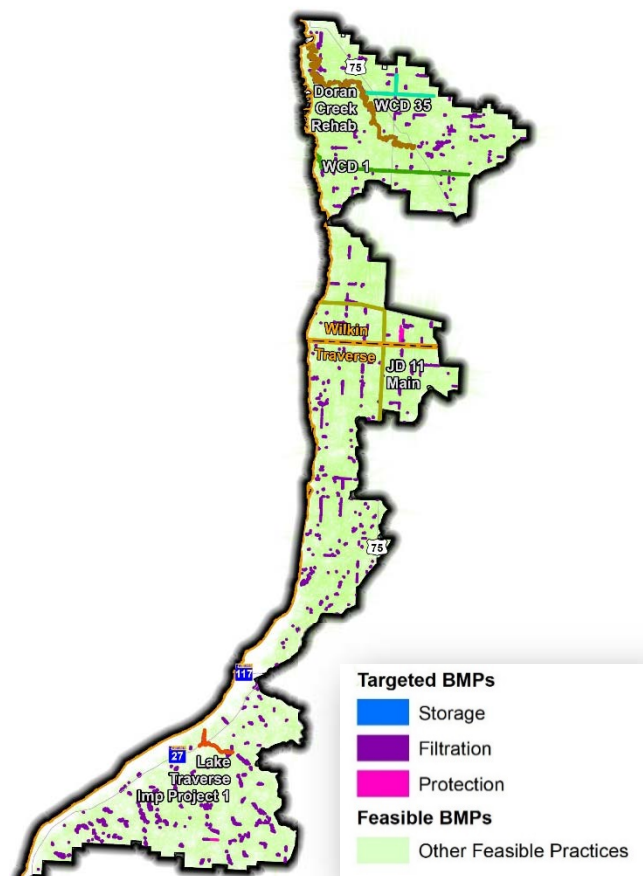 75
Doran
Creek
Rehab
WCD 35
WCD 1
Wilkin
Traverse
JD 11
Main
75
117
27
Lake
Traverse
Imp Project 1
Targeted BMPs
Storage
Filtration
Protection
Feasible BMPs
Other Feasible Practices